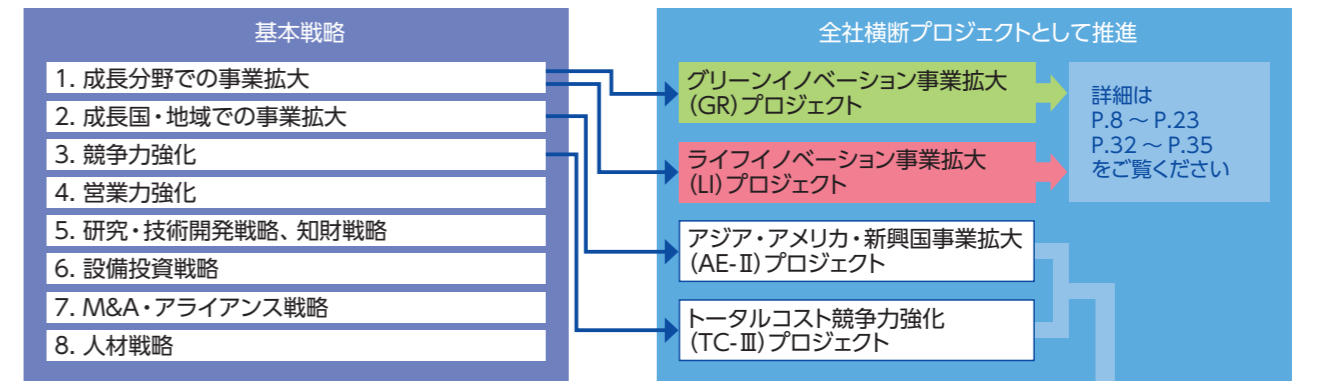 基本戦略
1. 成長分野での事業拡大
2. 成長国・地域での事業拡大
3. 競争力強化
4. 営業力強化
5. 研究・技術開発戦略、知財戦略
6. 設備投資戦略
7. M&A・アライアンス戦略
8. 人材戦略
全社横断プロジェクトとして推進
グリーンイノベーション事業拡大
(GR)プロジェクト
ライフイノベーション事業拡大
(LI)プロジェクト
アジア・アメリカ・新興国事業拡大
(AE-Ⅱ)プロジェクト
トータルコスト競争力強化
(TC-Ⅲ)プロジェクト
詳細は
P.8 ～ P.23
P.32 ～ P.35
をご覧ください